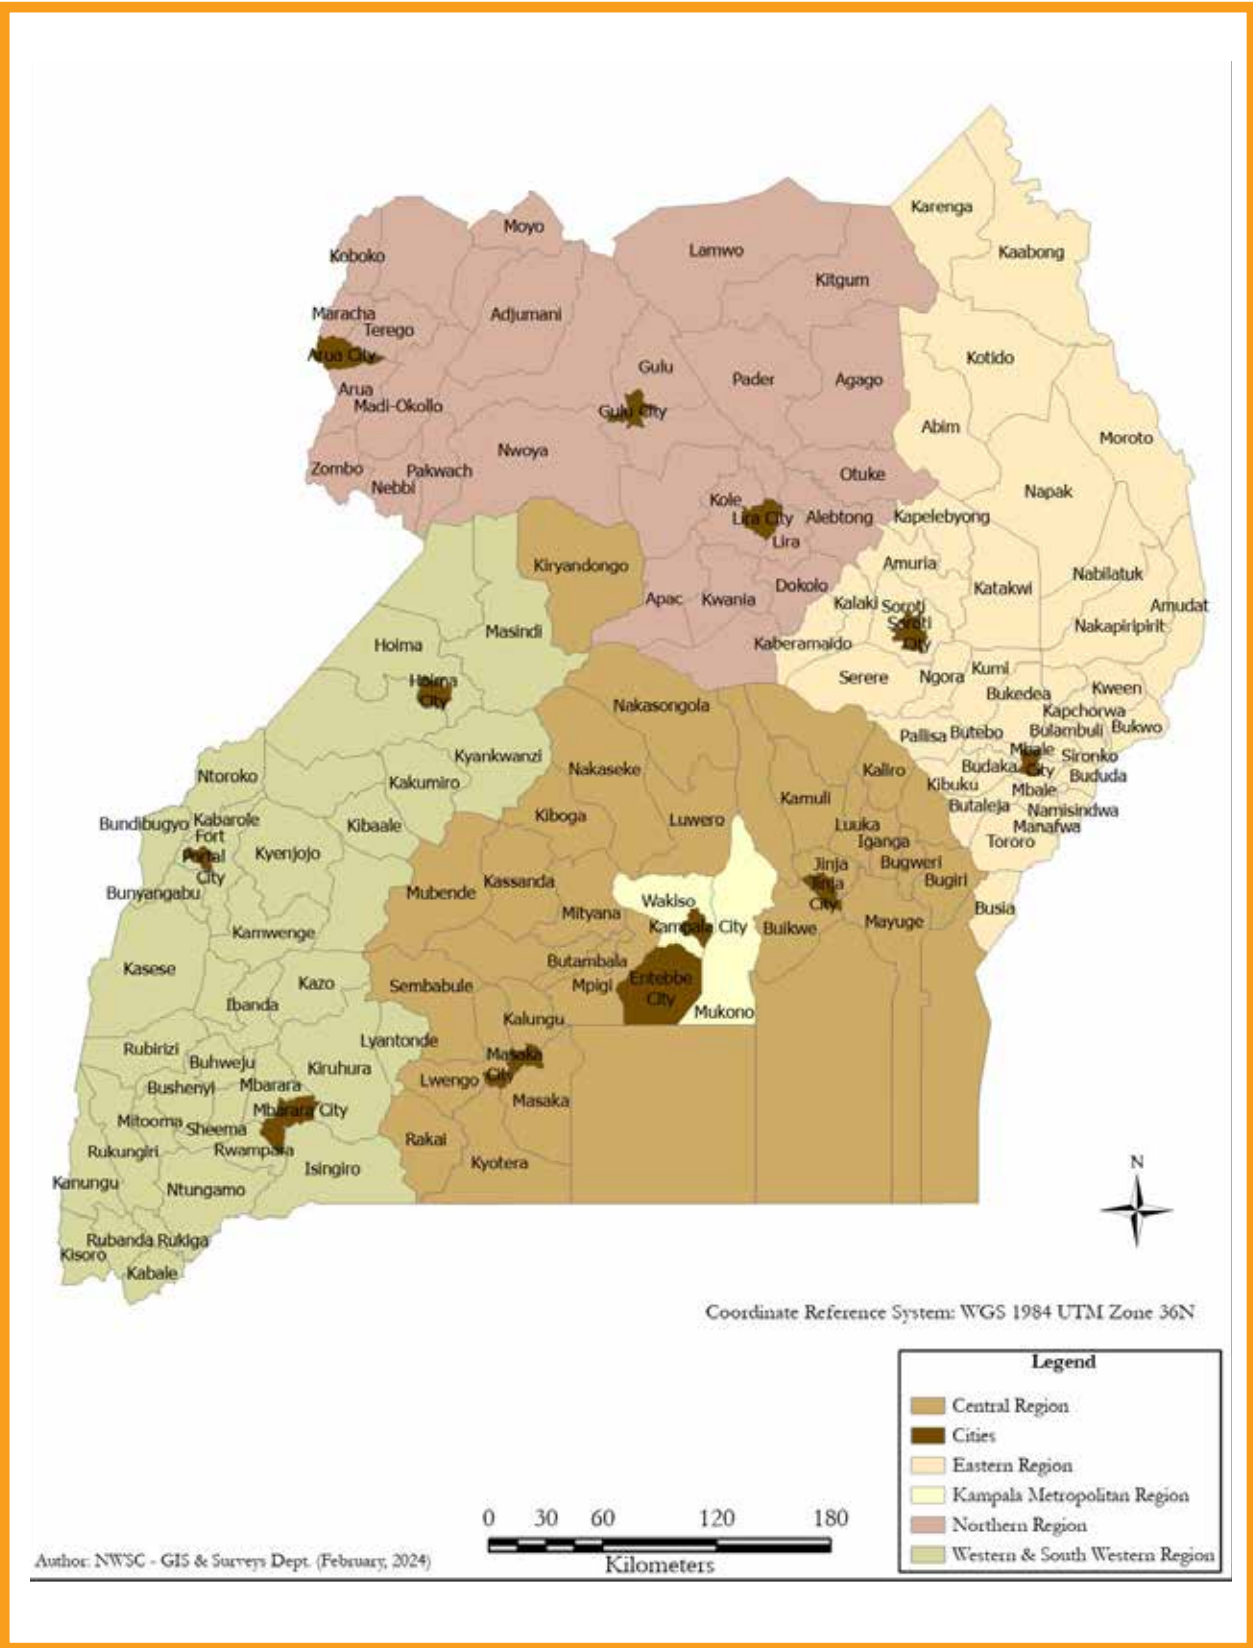 Karenga
Moyo
Kaabong
Lamwo
Koboko
Kitgum
Maracha
Adjumani
Terego
Arua City
Kotido
Gulu
Pader
Agago
Arua
Madi-Okollo
Gulu City
Abim
Moroto
Nwoya
Zombo
Pakwach
Otuke
Nebbi
Napak
Kole
Lira City
Alebtong
Kapelebyong
Lira
Kiryandongo
Amuria
Nabilatuk
Dokolo
Katakwi
Apac
Kwania
Kalaki
Soroti
Amudat
Soroti
City
Nakapiripirit
Masindi
Hoima
Kaberamaido
Kumi
Serere
Ngora
Hoima
City
Bukedea
Kween
Nakasongola
Kapchorwa
Bulambuli
Bukwo
Pallisa
Butebo
Kyankwanzi
Mbale
City
Sironko
Nakaseke
Kaliro
Budaka
Ntoroko
Kakumiro
Kibuku
Bududa
Mbale
Kamuli
Butaleja
Namisindwa
Bundibugyo
Kabarole
Kibaale
Kiboga
Luwero
Luuka
Manafwa
Fort
Portal
City
Iganga
Tororo
Kyenjojo
Jinja
Bugweri
Jinja
City
Bugiri
Bunyangabu
Mubende
Kassanda
Wakiso
Mityana
Busia
Kampala City
Buikwe
Mayuge
Kamwenge
Butambala
Kasese
Kazo
Sembabule
Mpigi
Entebbe
City
Ibanda
Mukono
Kalungu
Rubirizi
Lyantonde
Buhweju
Kiruhura
Masaka
City
Bushenyi
Mbarara
Lwengo
Mbarara City
Masaka
Mitooma
Sheema
Rukungiri
Rwampara
Rakai
Isingiro
Kyotera
Kanungu
Ntungamo
N
Rubanda
Rukiga
Kisoro
Kabale
Coordinate Reference System: WGS 1984 UTM Zone 36N
Legend
Central Region
Cities
Eastern Region
Kampala Metropolitan Region
Northern Region
Western & South Western Region
0 30 60 120 180
Kilometers
Author: NWSC - GIS & Surveys Dept. (February, 2024)